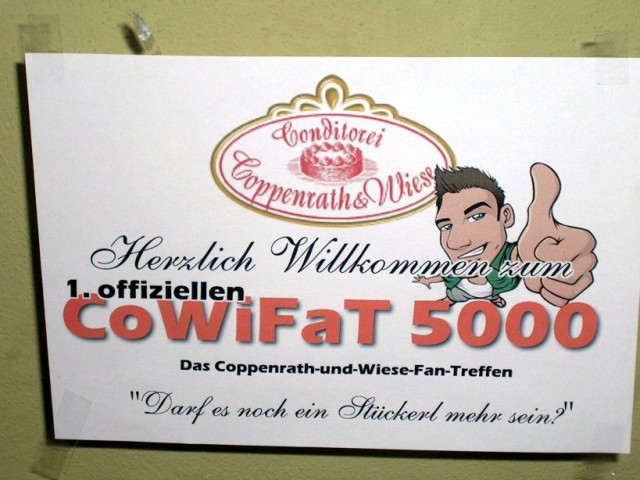 Conditorei
Coppenrath & Wiese
Herzlich Willkommen zum
1. offiziellen
CoWiFaT 5000
Das Coppenrath-und-Wiese-Fan-Treffen
"Darf es noch ein Stückerl mehr sein?"